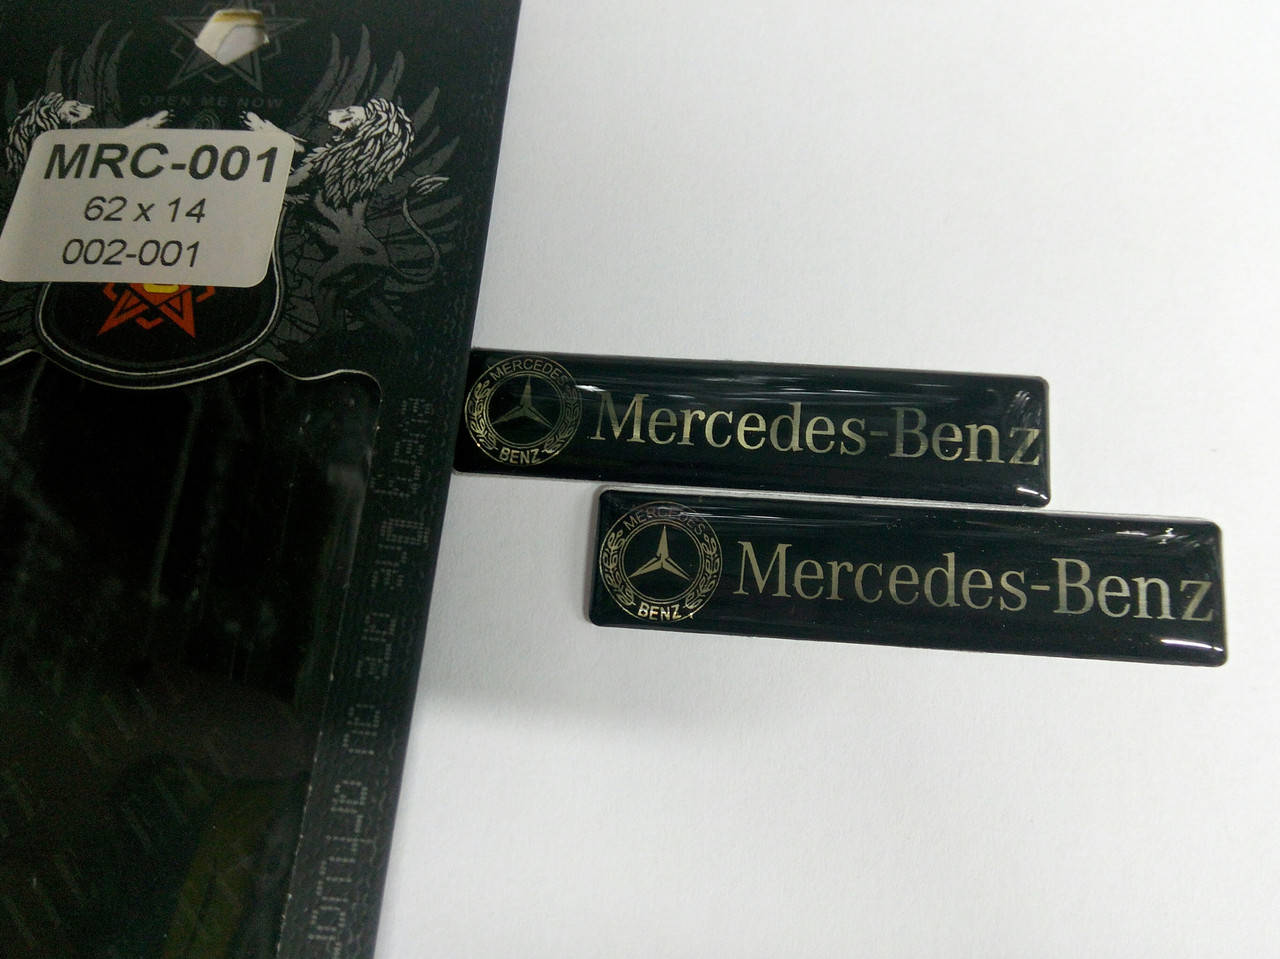 OPEN ME NOW
MRC-001
62 x 14
002-001
MERCEDES
BENZ
Mercedes-Benz
MERCEDES
BENZ
Mercedes-Benz